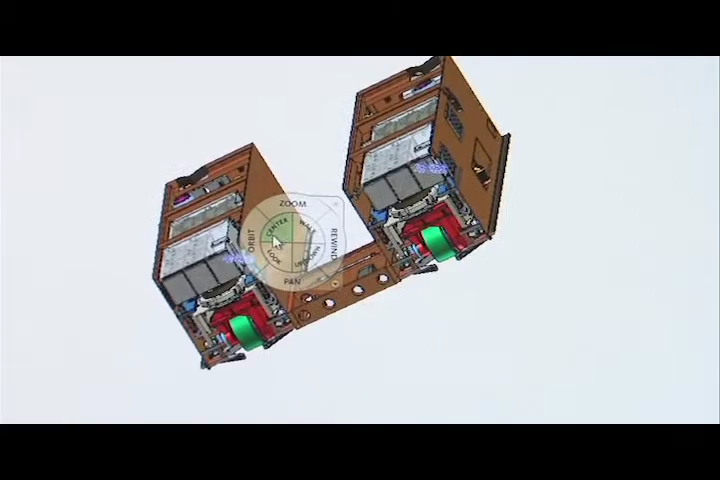 ZOOM
CENTER
WALK
ORBIT
REWIND
LOOK
UP/DOWN
PAN